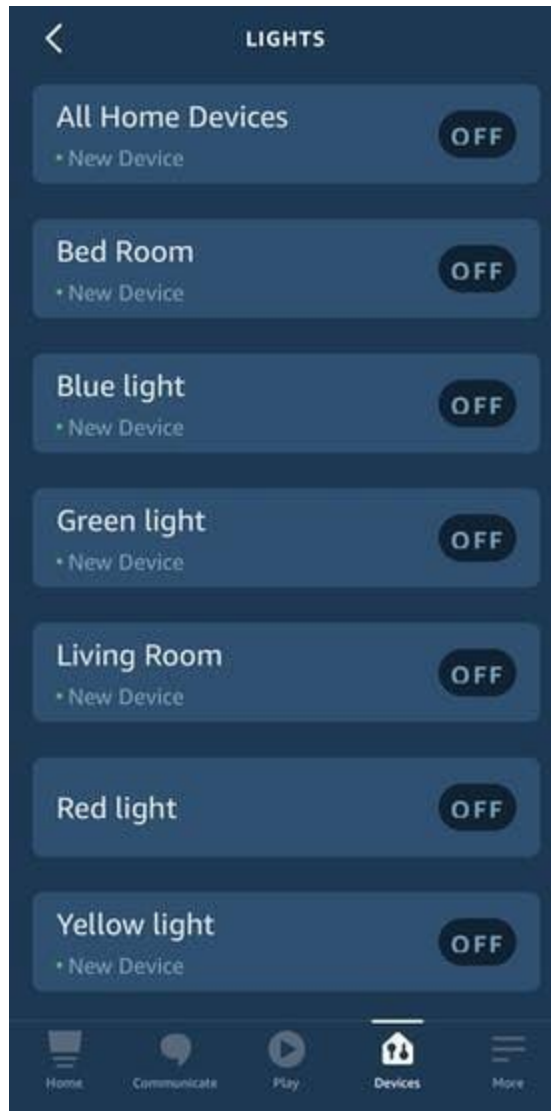 LIGHTS
All Home Devices
OFF
• New Device
Bed Room
OFF
• New Device
Blue light
OFF
• New Device
Green light
OFF
• New Device
Living Room
OFF
• New Device
Red light
OFF
Yellow light
OFF
• New Device
Home Communicate Play Devices More